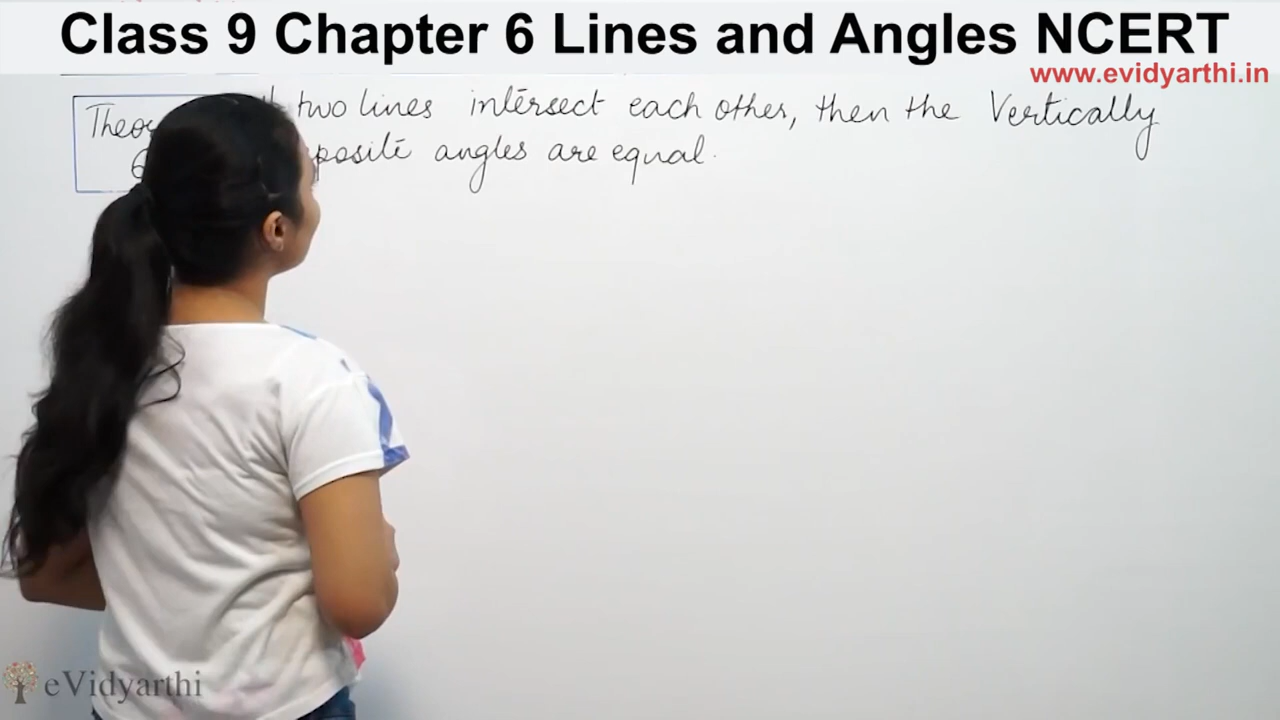 Class 9 Chapter 6 Lines and Angles NCERT
www.evidyarthi.in
two lines intersect each other, then the Vertically
angles are equal.
eVidyarthi